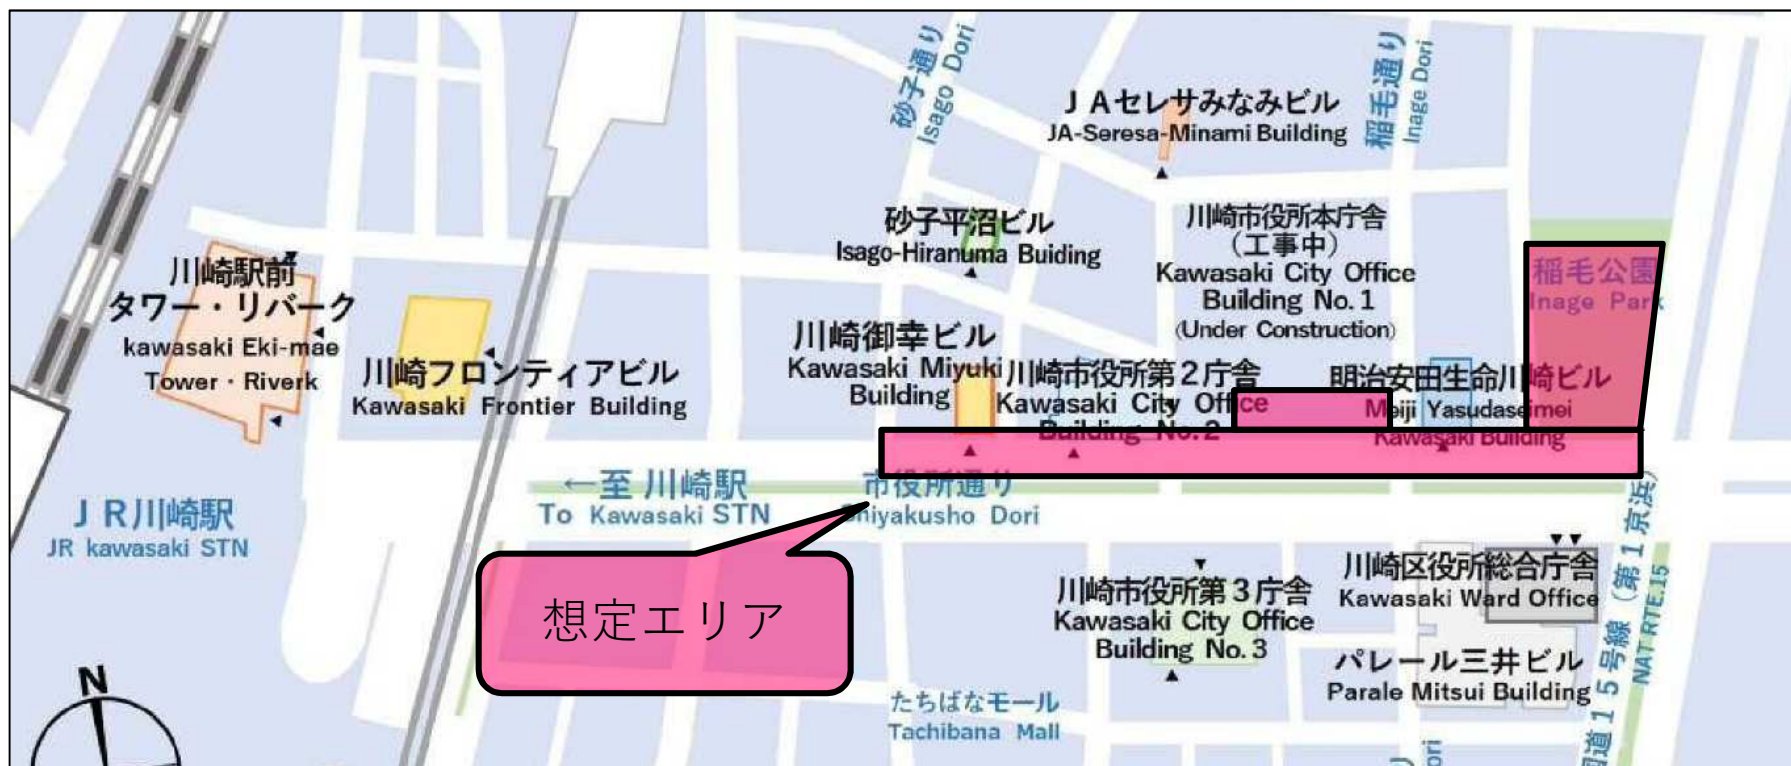 砂子通り
Isago Dori
稲毛通り
Inage Dori
ＪＡセレサみなみビル
JA-Seresa-Minami Building
砂子平沼ビル
Isago-Hiranuma Buiding
川崎市役所本庁舎
（工事中）
Kawasaki City Office
Building No. 1
(Under Construction)
稲毛公園
Inage Park
川崎駅前
タワー・リバーク
kawasaki Eki-mae
Tower・Riverk
川崎フロンティアビル
Kawasaki Frontier Building
川崎御幸ビル
Kawasaki Miyuki
Building
川崎市役所第２庁舎
Kawasaki City Office
Building No. 2
明治安田生命川崎ビル
Meiji Yasudaseimei
Kawasaki Building
ＪＲ川崎駅
JR kawasaki STN
←至 川崎駅
To Kawasaki STN
市役所通り
Shiyakusho Dori
想定エリア
川崎市役所第３庁舎
Kawasaki City Office
Building No. 3
川崎区役所総合庁舎
Kawasaki Ward Office
パレール三井ビル
Parale Mitsui Building
国道１５号線（第１京浜）
NAT RTE.15
たちばなモール
Tachibana Mall
N